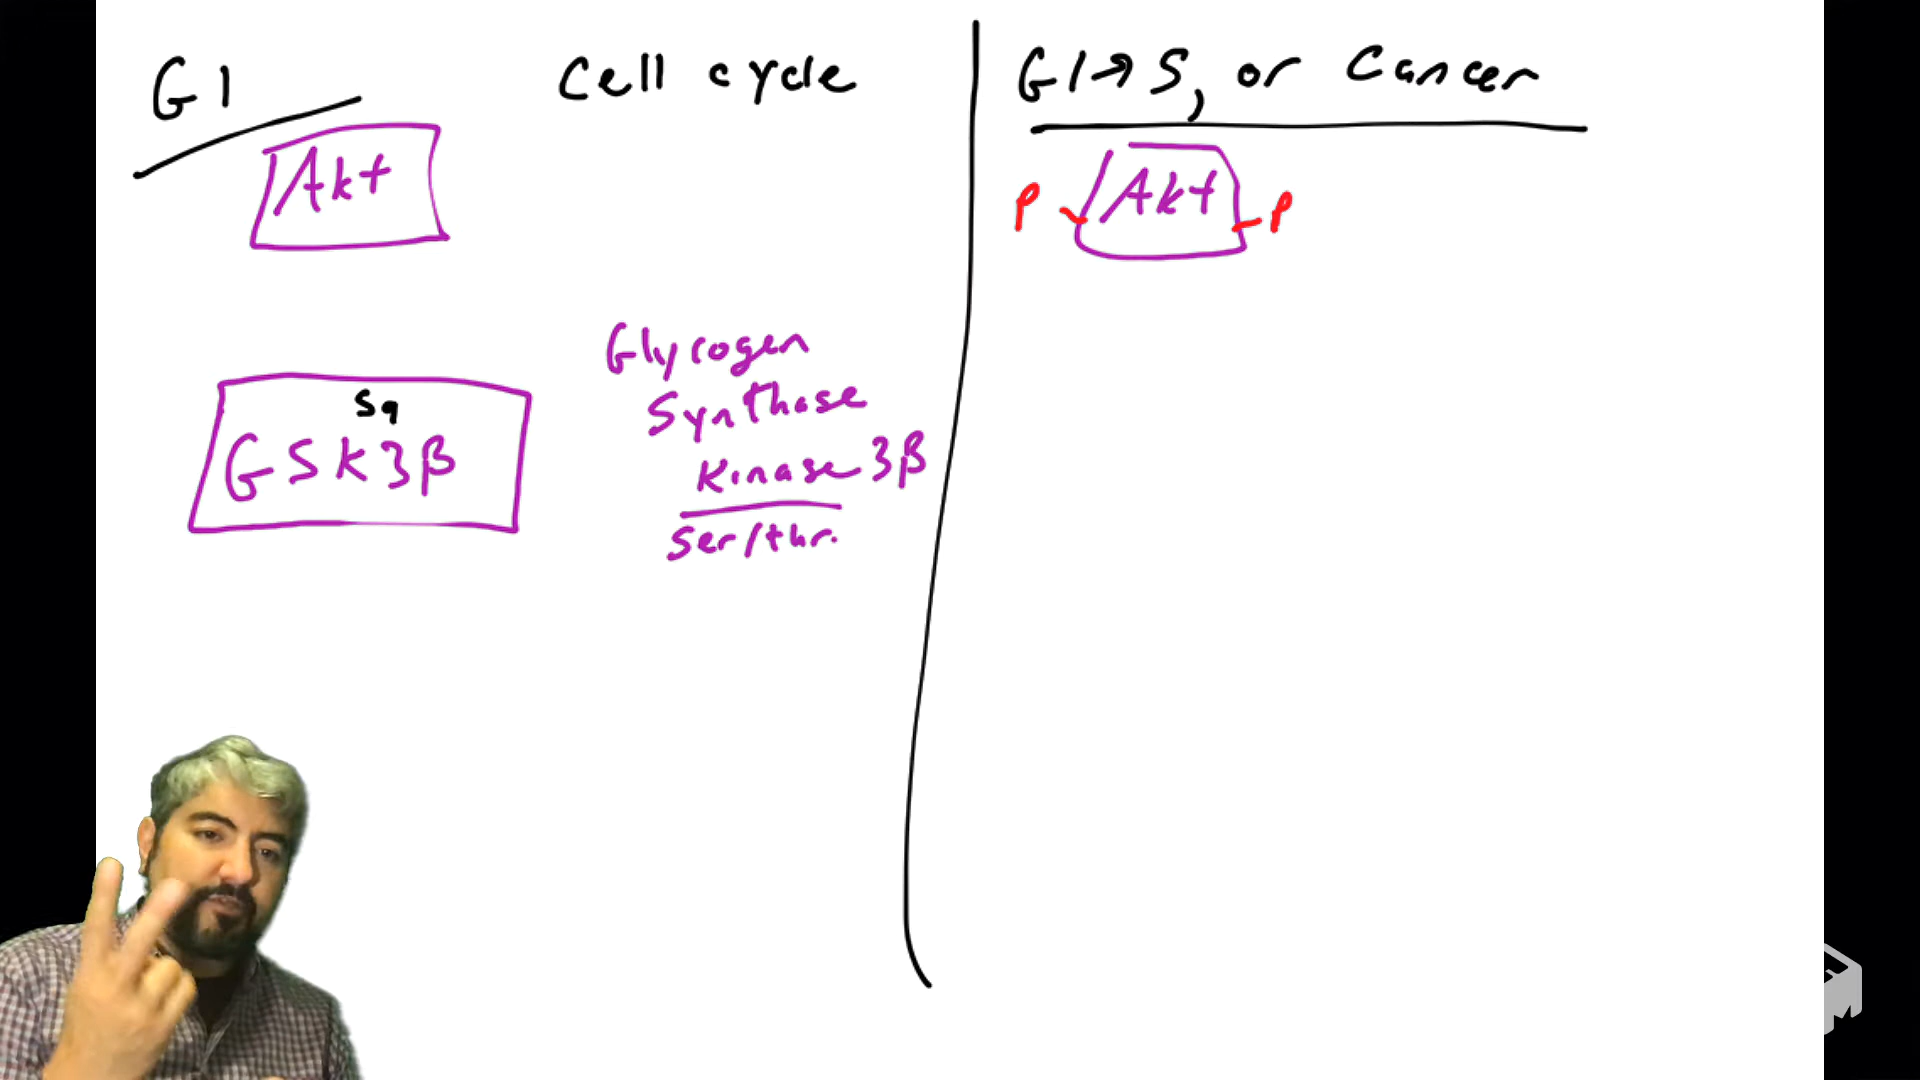 G1
Cell cycle
Akt
Glycogen
Synthase
Kinase 3β
Ser/thr.
S9
GSK3β
G1→S, or Cancer
P Akt P